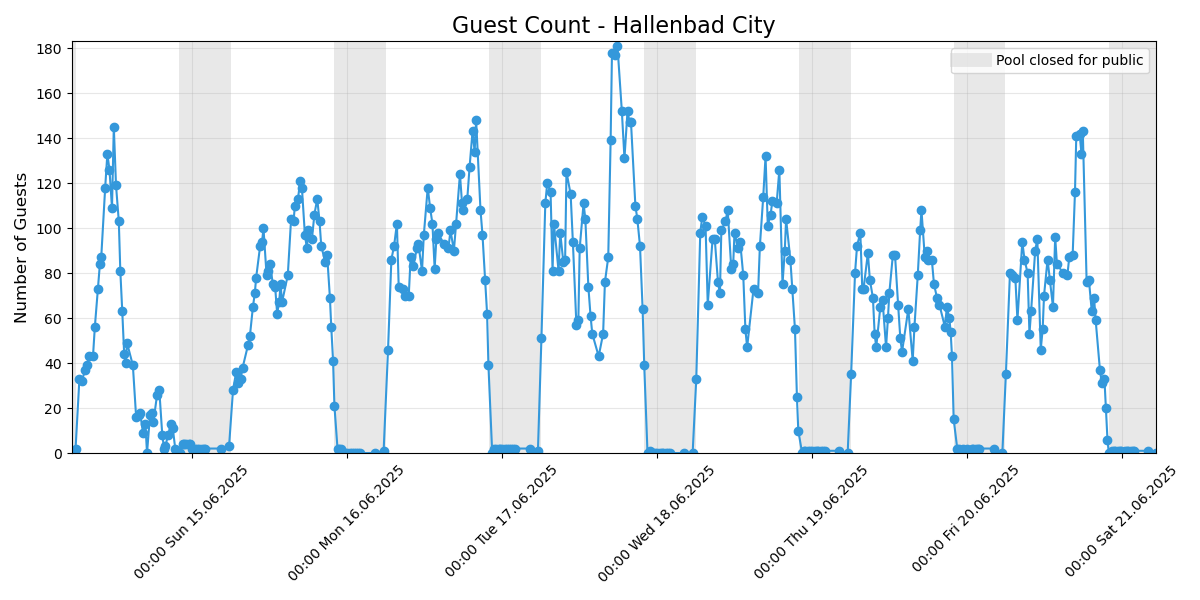 Guest Count - Hallenbad City
Pool closed for public
Number of Guests
180
160
140
120
100
80
60
40
20
0
00:00 Sun 15.06.2025
00:00 Mon 16.06.2025
00:00 Tue 17.06.2025
00:00 Wed 18.06.2025
00:00 Thu 19.06.2025
00:00 Fri 20.06.2025
00:00 Sat 21.06.2025